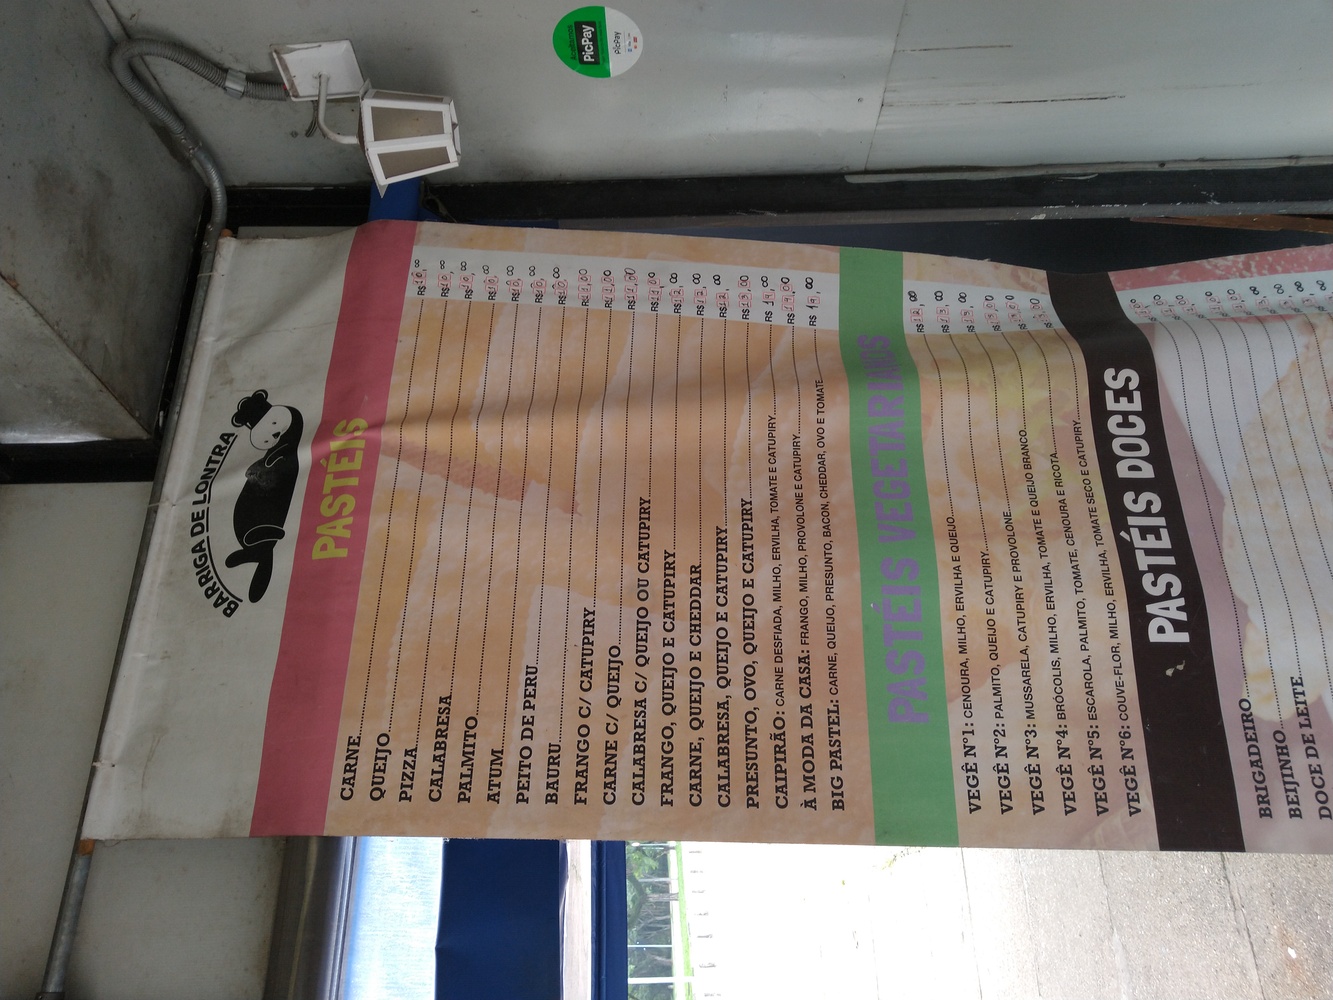 BARRIGA DE LONTRA
PASTÉIS
CARNE........ R$10,00
QUEIJO........ R$10,00
PIZZA........ R$10,00
CALABRESA........ R$10,00
PALMITO........ R$10,00
ATUM........ R$10,00
PEITO DE PERU........ R$10,00
BAURU........ R$11,00
FRANGO C/ CATUPIRY........ R$11,00
CARNE C/ QUEIJO........ R$11,00
CALABRESA C/ QUEIJO OU CATUPIRY........ R$11,00
FRANGO, QUEIJO E CATUPIRY........ R$12,00
CARNE, QUEIJO E CHEDDAR R$12,00
CALABRESA, QUEIJO E CATUPIRY........ R$12,00
PRESUNTO, OVO, QUEIJO E CATUPIRY........ R$13,00
CAIPIRÃO: CARNE DESFIADA, MILHO, ERVILHA, TOMATE E CATUPIRY........ R$ 19,00
À MODA DA CASA: FRANGO, MILHO, PROVOLONE E CATUPIRY........ R$19,00
BIG PASTEL: CARNE, QUEIJO, PRESUNTO, BACON, CHEDDAR, OVO E TOMATE........ R$ 19,00
PASTÉIS VEGETARIANOS
VEGÊ Nº1: CENOURA, MILHO, ERVILHA E QUEIJO........ R$12,00
VEGÊ Nº2: PALMITO, QUEIJO E CATUPIRY........ R$13,00
VEGÊ Nº3: MUSSARELA, CATUPIRY E PROVOLONE........ R$
VEGÊ Nº4: BRÓCOLIS, MILHO, ERVILHA, TOMATE E QUEIJO BRANCO........ R$
VEGÊ Nº5: ESCAROLA, PALMITO, TOMATE, CENOURA E RICOTA........ R$
VEGÊ Nº6: COUVE-FLOR, MILHO, ERVILHA, TOMATE SECO E CATUPIRY........ R$
PASTÉIS DOCES
BRIGADEIRO........
BEIJINHO........
DOCE DE LEITE........
Aceitamos
PicPay
PicPay